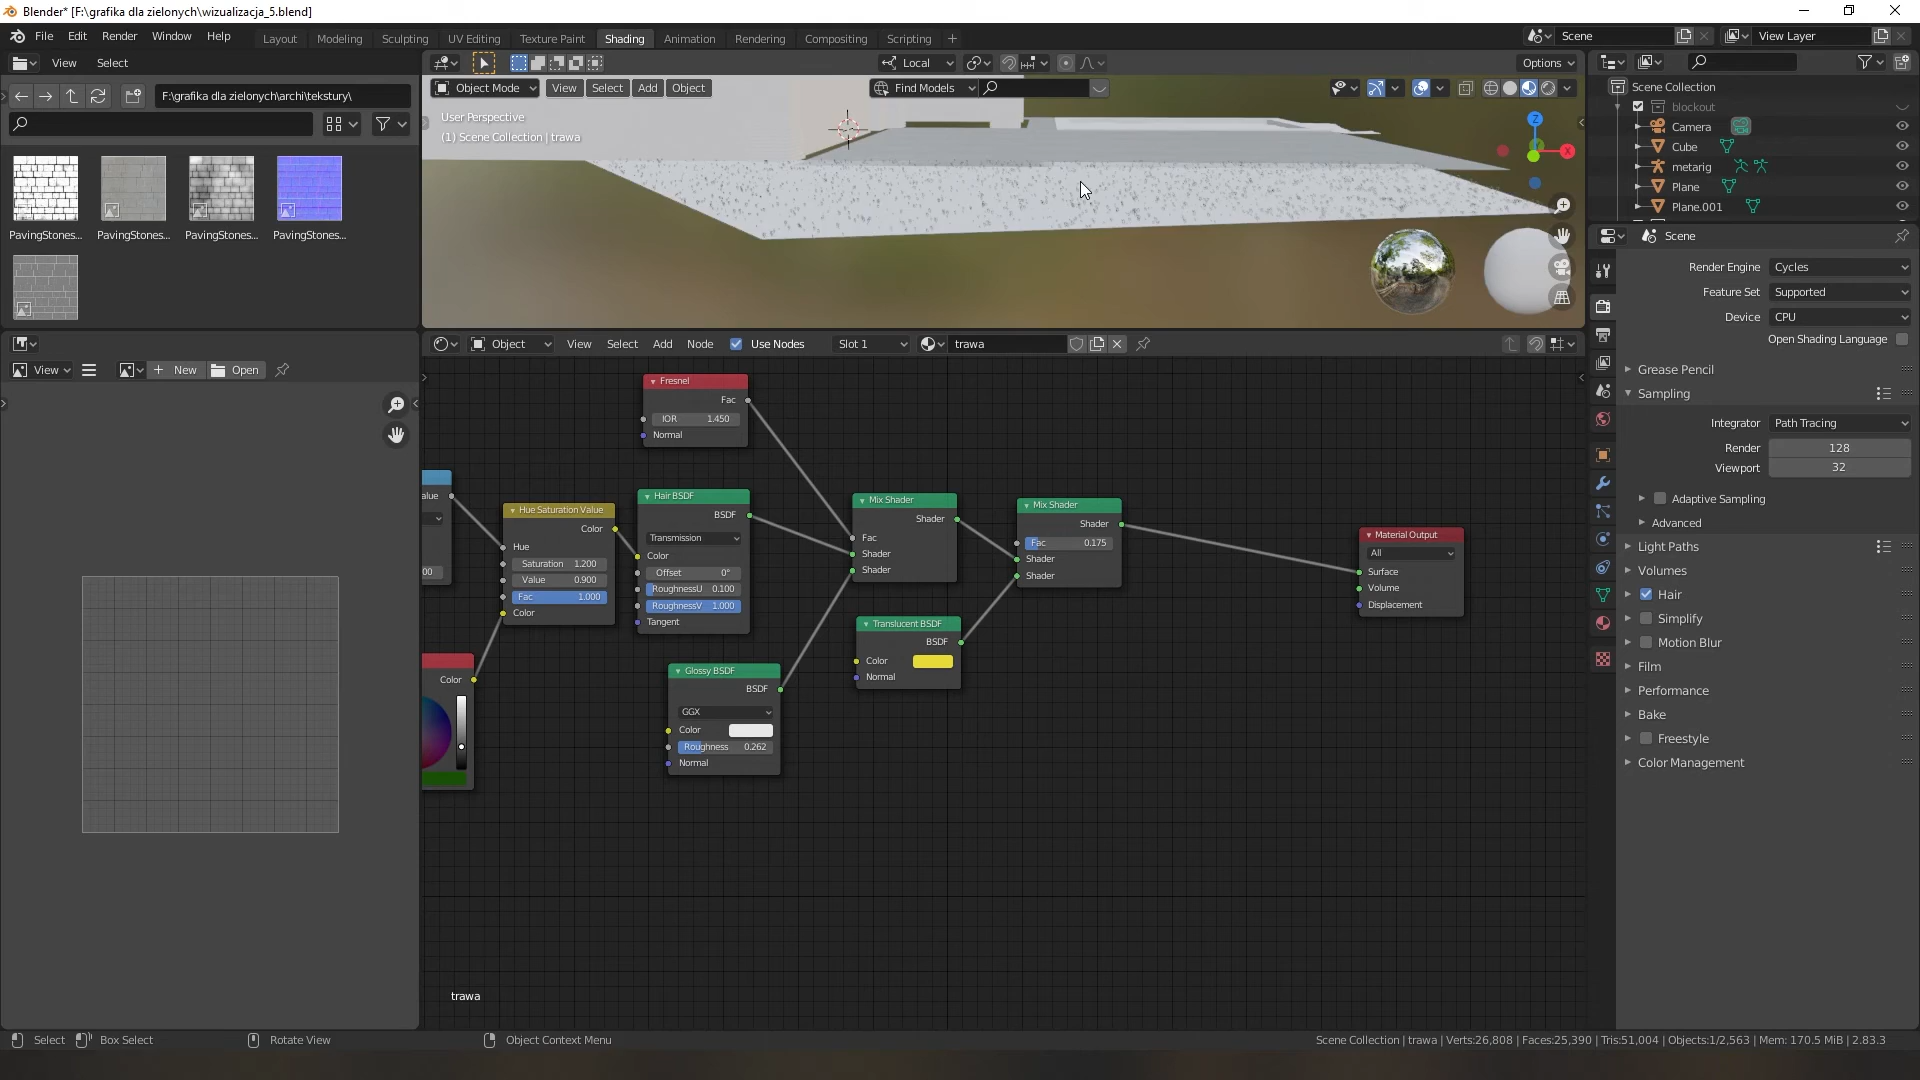 Blender* [F:\grafika dla zielonych\wizualizacja_5.blend]
File Edit Render Window Help
Layout Modeling Sculpting UV Editing Texture Paint Shading Animation Rendering Compositing Scripting +
Scene
View Layer
View Select
Local
Options
F:\grafika dla zielonych\archi\tekstury\
Object Mode View Select Add Object
Find Models
User Perspective
(1) Scene Collection | trawa
Z
X
PavingStones...
PavingStones...
PavingStones...
PavingStones...
Scene Collection
blockout
Camera
Cube
metarig
Plane
Plane.001
Scene
Render Engine Cycles
Feature Set Supported
Device CPU
Open Shading Language
Grease Pencil
Sampling
Integrator Path Tracing
Render 128
Viewport 32
Adaptive Sampling
Advanced
Light Paths
Volumes
Hair
Simplify
Motion Blur
Film
Performance
Bake
Freestyle
Color Management
View
New
Open
Object View Select Add Node Use Nodes Slot 1 trawa
Fresnel
Fac
IOR 1.450
Normal
alue
00
Hue Saturation Value
Color
Hue
Saturation 1.200
Value 0.900
Fac 1.000
Color
Hair BSDF
BSDF
Transmission
Color
Offset 0°
RoughnessU 0.100
RoughnessV 1.000
Tangent
Mix Shader
Shader
Fac
Shader
Shader
Mix Shader
Shader
Fac 0.175
Shader
Shader
Material Output
All
Surface
Volume
Displacement
Translucent BSDF
BSDF
Color
Normal
Color
Glossy BSDF
BSDF
GGX
Color
Roughness 0.262
Normal
trawa
Select
Box Select
Rotate View
Object Context Menu
Scene Collection | trawa | Verts:26,808 | Faces:25,390 | Tris:51,004 | Objects:1/2,563 | Mem: 170.5 MiB | 2.83.3